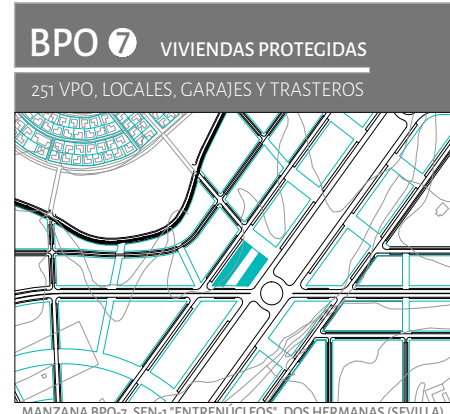 BPO 7 VIVIENDAS PROTEGIDAS
251 VPO, LOCALES, GARAJES Y TRASTEROS
MANZANA BPO-7. SEN-1 "ENTRENÚCLEOS". DOS HERMANAS (SEVILLA)